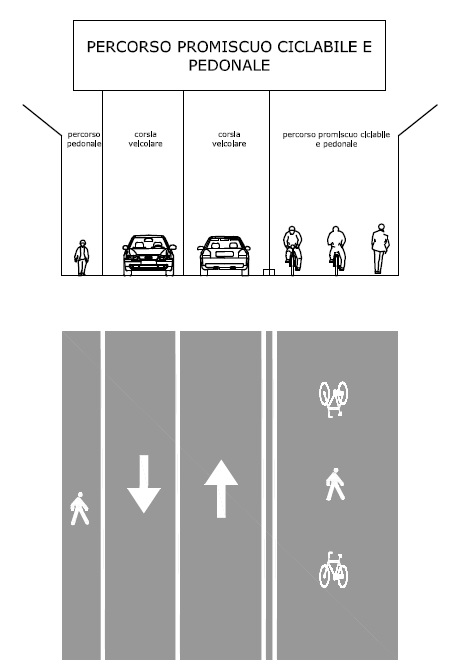 PERCORSO PROMISCUO CICLABILE E
PEDONALE
percorso
pedonale
corsia
veicolare
corsia
veicolare
percorso promiscuo ciclabile
e pedonale